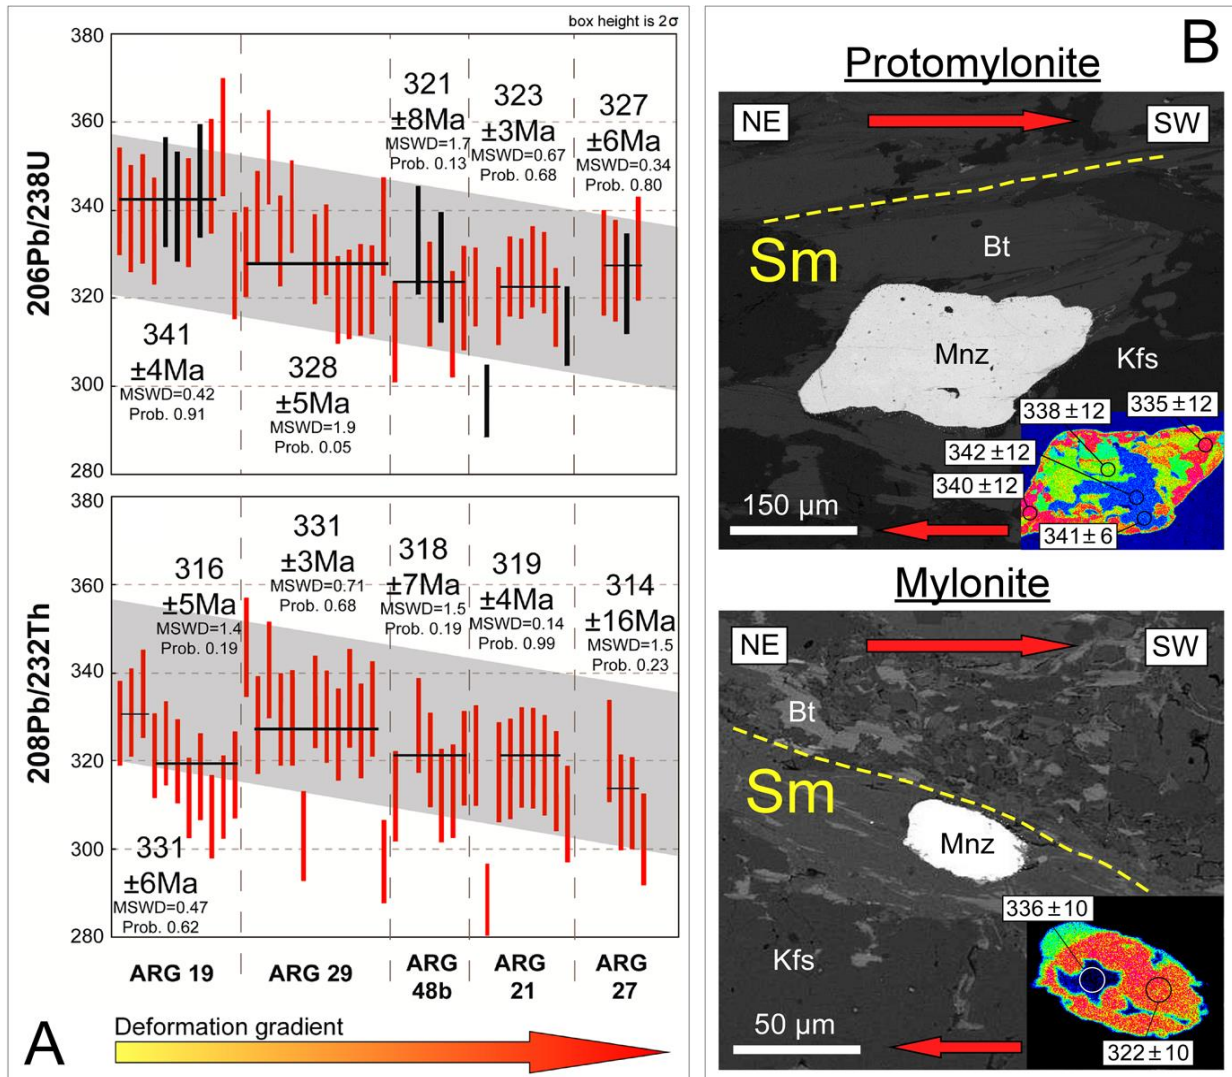 box height is 2σ
206Pb/238U
380
360
340
320
300
280
341
±4Ma
MSWD=0.42
Prob. 0.91
328
±5Ma
MSWD=1.9
Prob. 0.05
321
±8Ma
MSWD=1.7
Prob. 0.13
323
±3Ma
MSWD=0.67
Prob. 0.68
327
±6Ma
MSWD=0.34
Prob. 0.80
208Pb/232Th
380
360
340
320
300
280
316
±5Ma
MSWD=1.4
Prob. 0.19
331
±6Ma
MSWD=0.47
Prob. 0.62
331
±3Ma
MSWD=0.71
Prob. 0.68
318
±7Ma
MSWD=1.5
Prob. 0.19
319
±4Ma
MSWD=0.14
Prob. 0.99
314
±16Ma
MSWD=1.5
Prob. 0.23
ARG 19
ARG 29
ARG
48b
ARG
21
ARG
27
Deformation gradient
A
B
Protomylonite
NE
SW
Sm
Bt
Mnz
Kfs
338±12
335±12
342±12
340±12
341±6
150 µm
Mylonite
NE
SW
Bt
Sm
Mnz
Kfs
336±10
322±10
50 µm